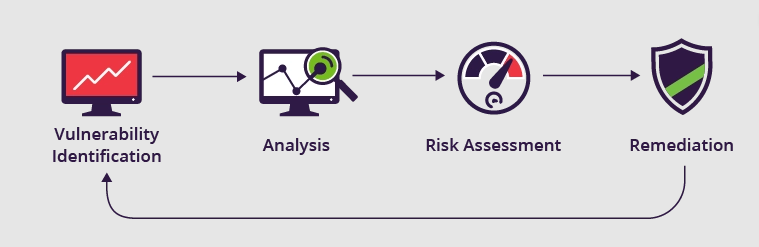 Vulnerability
Identification
Analysis
Risk Assessment
Remediation